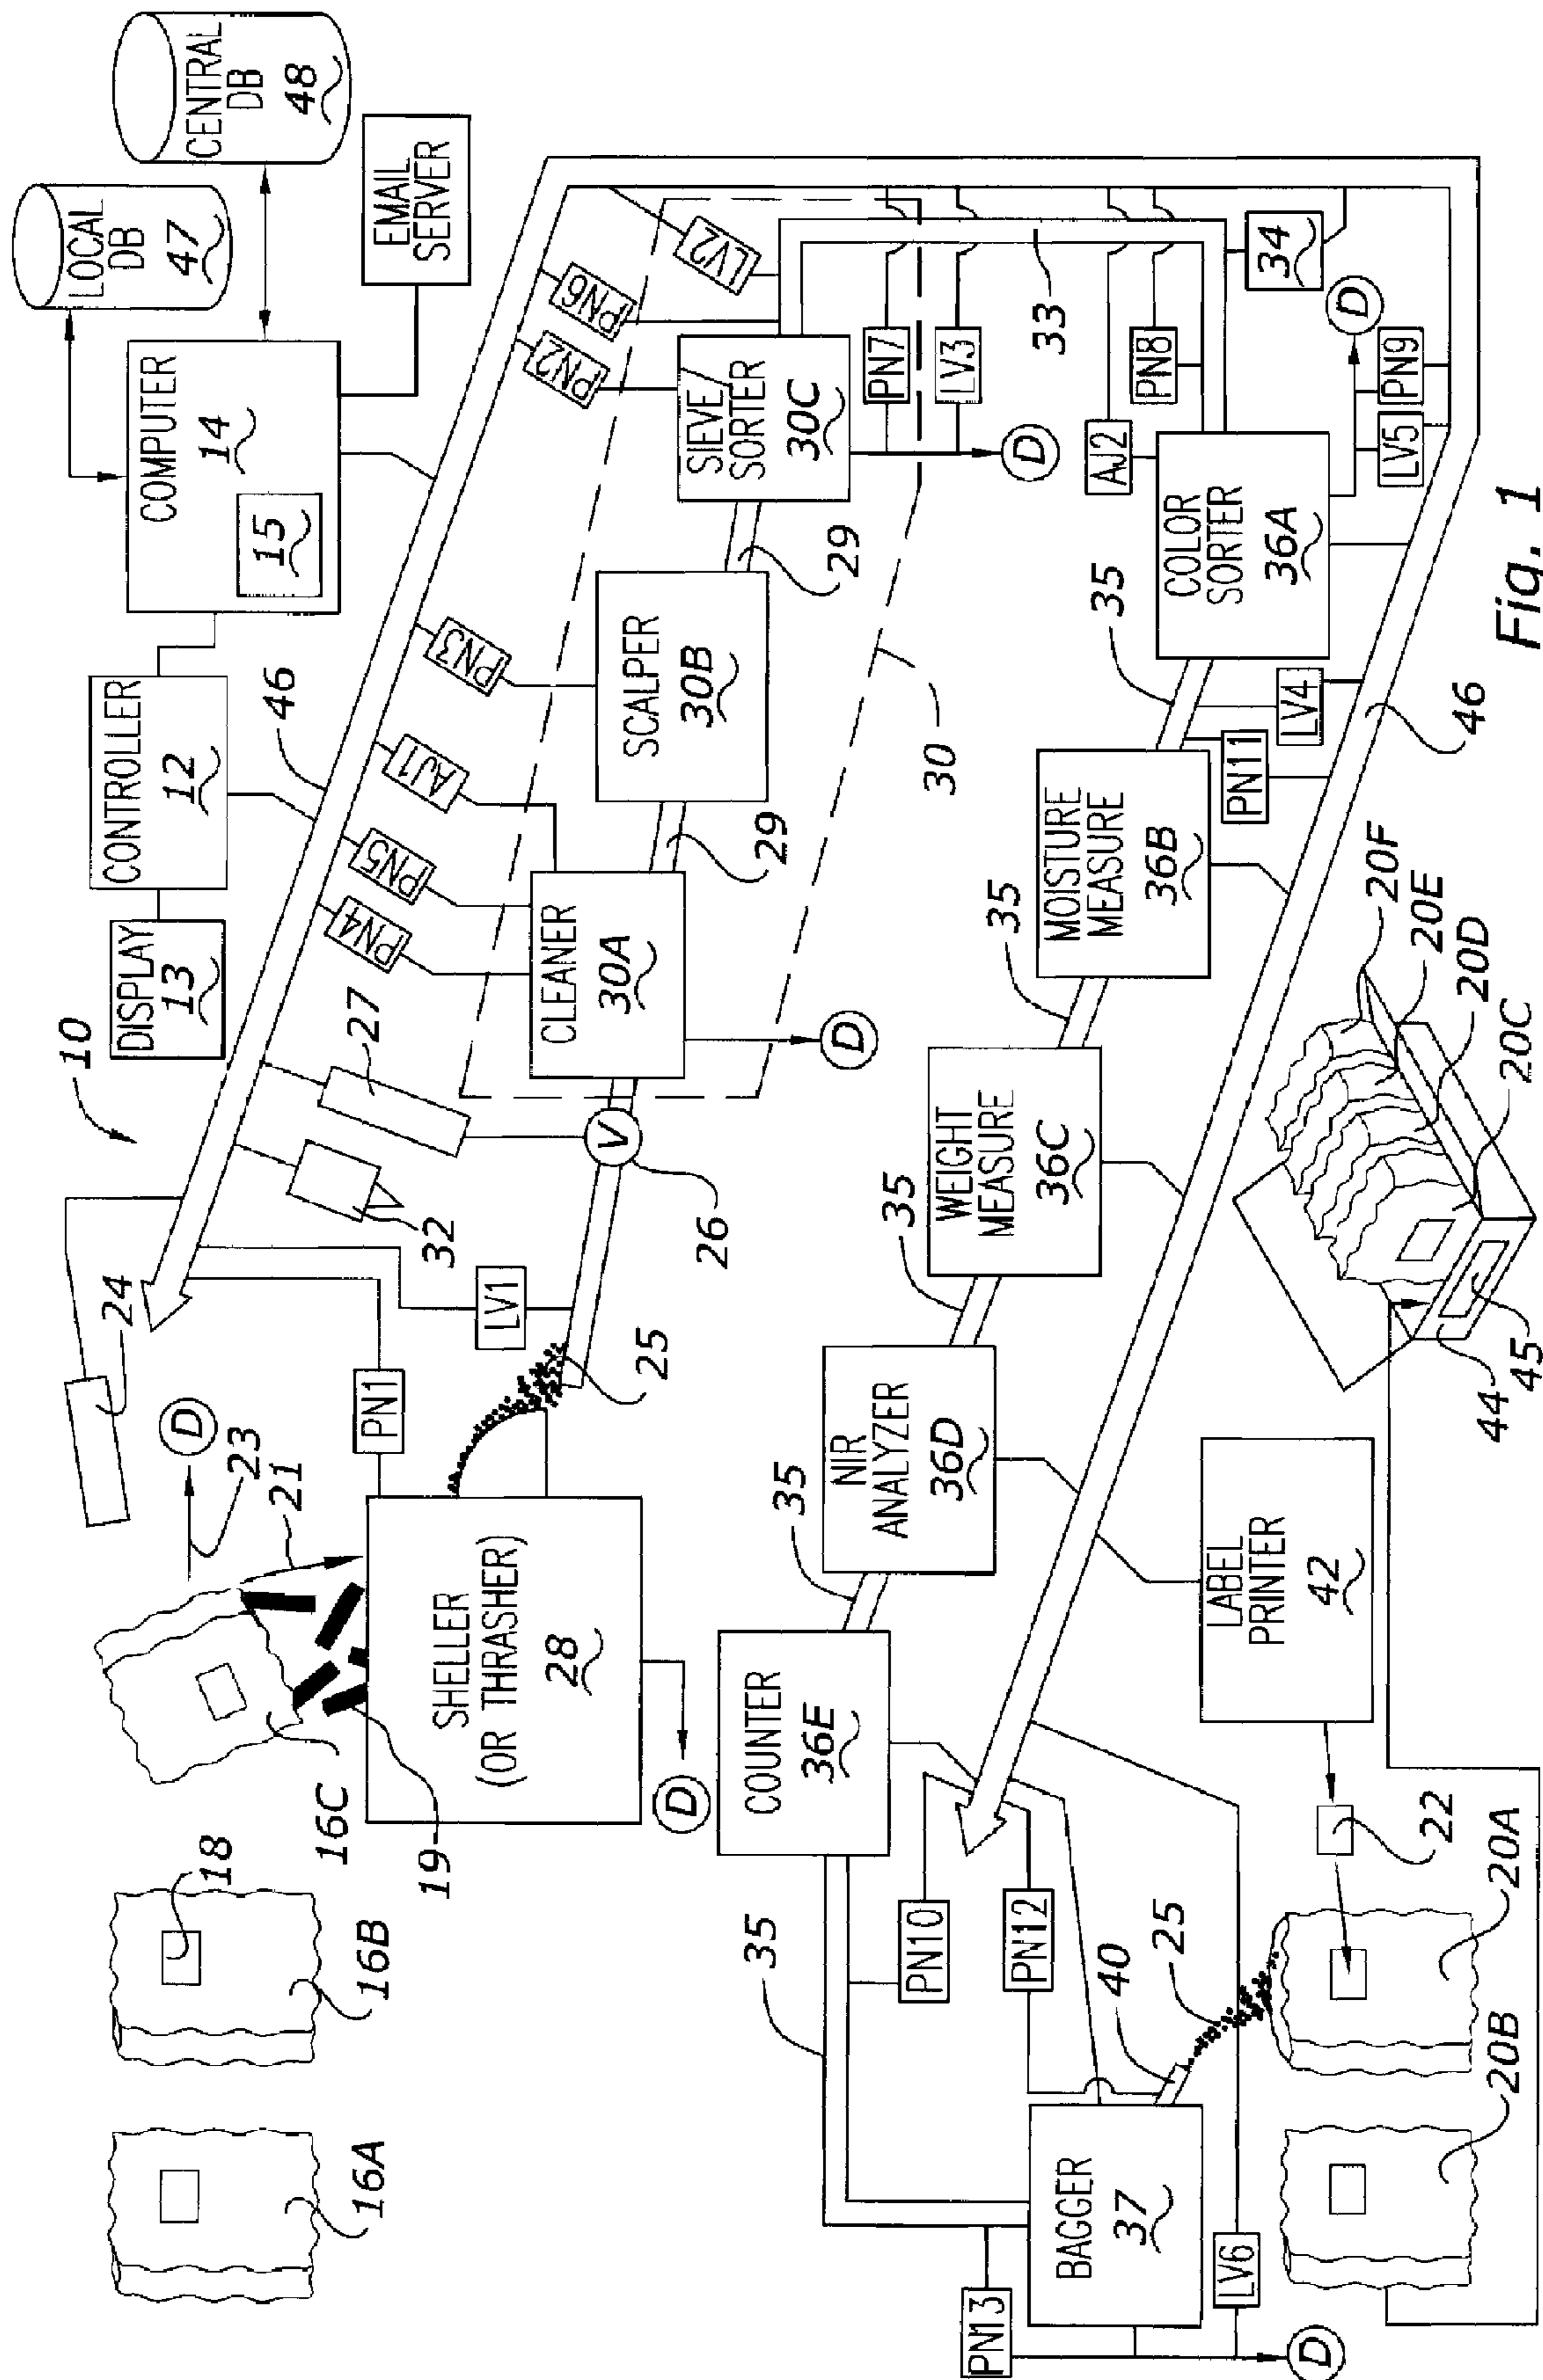 16A
16B
18
16C
19
21
23
D
24
10
DISPLAY
13
CONTROLLER
12
COMPUTER
14
15
LOCAL
DB
47
CENTRAL
DB
48
EMAIL
SERVER
SHELLER
(OR THRASHER)
28
D
PN1
LV1
25
32
27
26
V
46
PN4
PN5
AJ1
PN3
PN2
PN6
LV2
CLEANER
30A
D
29
SCALPER
30B
29
SIEVE
SORTER
30C
PN7
LV3
D
30
33
35
COUNTER
36E
35
NIR
ANALYZER
36D
35
WEIGHT
MEASURE
36C
35
MOISTURE
MEASURE
36B
35
COLOR
SORTER
36A
AJ2
PN8
34
D
LV5
PN9
PN11
LV4
46
PN10
PN12
PN13
BAGGER
37
40
25
LV6
D
20B
20A
22
LABEL
PRINTER
42
44
45
20C
20D
20E
20F
Fig. 1